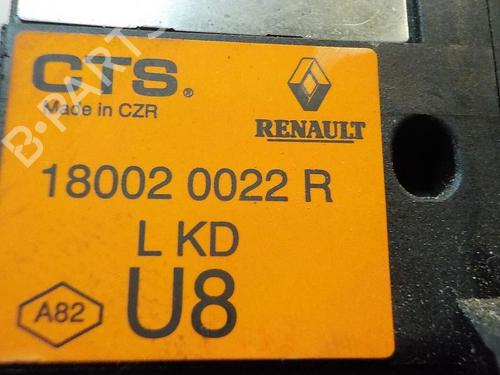 CTS®
Made in CZR
RENAULT
18002 0022 R
L KD
A82
U8
B-PARTS